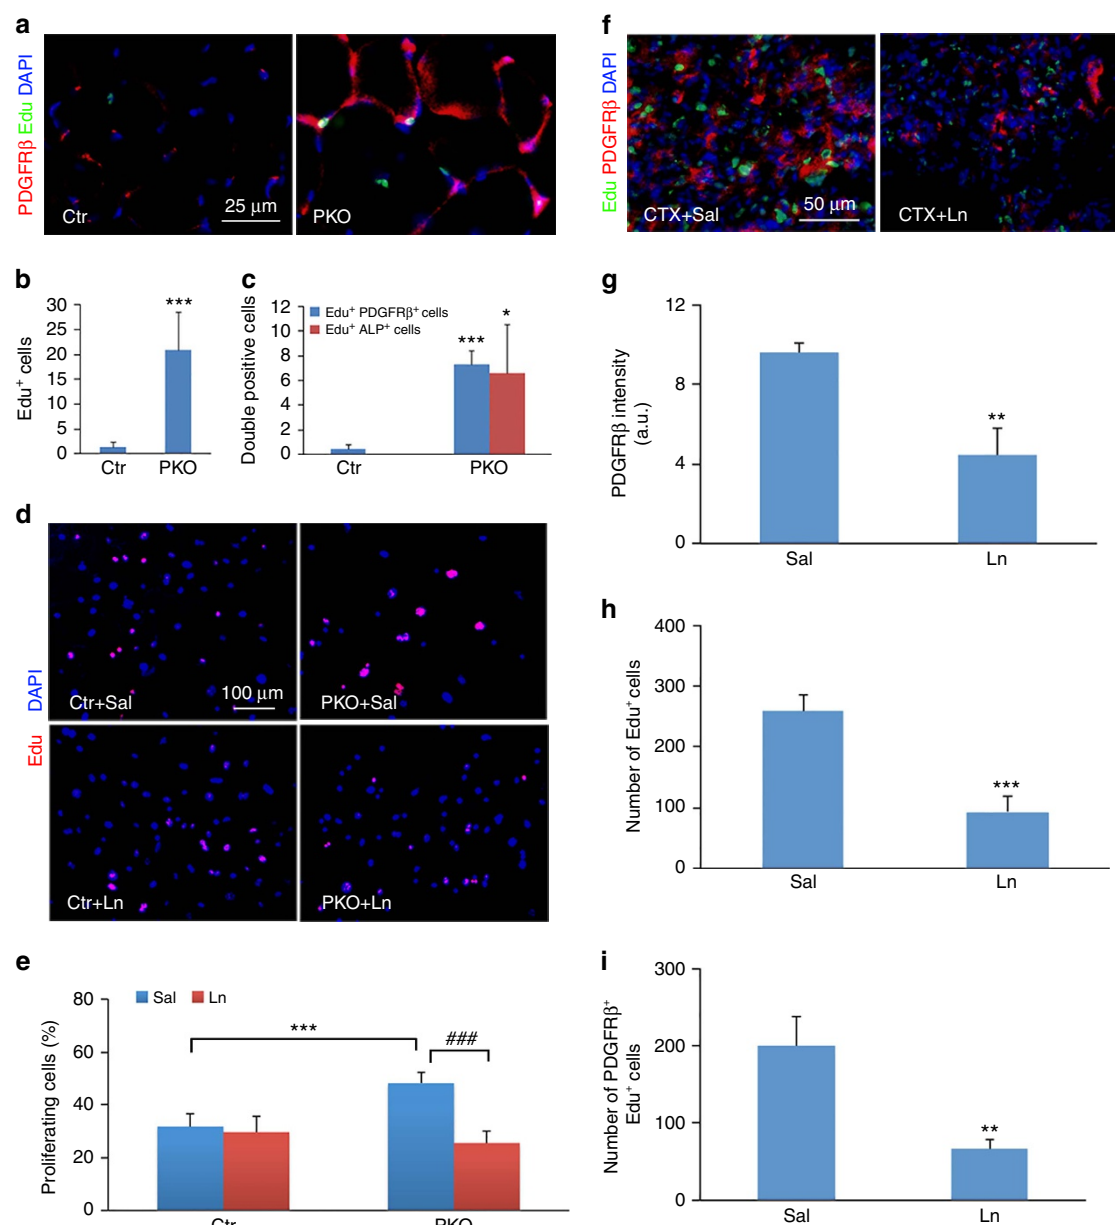 a
PDGFRβ Edu DAPI
Ctr
25 μm
PKO
b
Edu⁺ cells
30
25
20
15
10
5
0
***
Ctr
PKO
c
Double positive cells
12
10
8
6
4
2
0
Edu⁺ PDGFRβ⁺ cells
Edu⁺ ALP⁺ cells
***
*
Ctr
PKO
d
Edu
DAPI
Ctr+Sal
100 μm
PKO+Sal
Ctr+Ln
PKO+Ln
e
Proliferating cells (%)
80
60
40
20
0
Sal
Ln
***
###
Ctr
PKO
f
Edu PDGFRβ DAPI
CTX+Sal
50 μm
CTX+Ln
g
PDGFRβ intensity
(a.u.)
12
9
4
0
**
Sal
Ln
h
Number of Edu⁺ cells
400
300
200
100
0
***
Sal
Ln
i
Number of PDGFRβ⁺
Edu⁺ cells
300
200
100
0
**
Sal
Ln